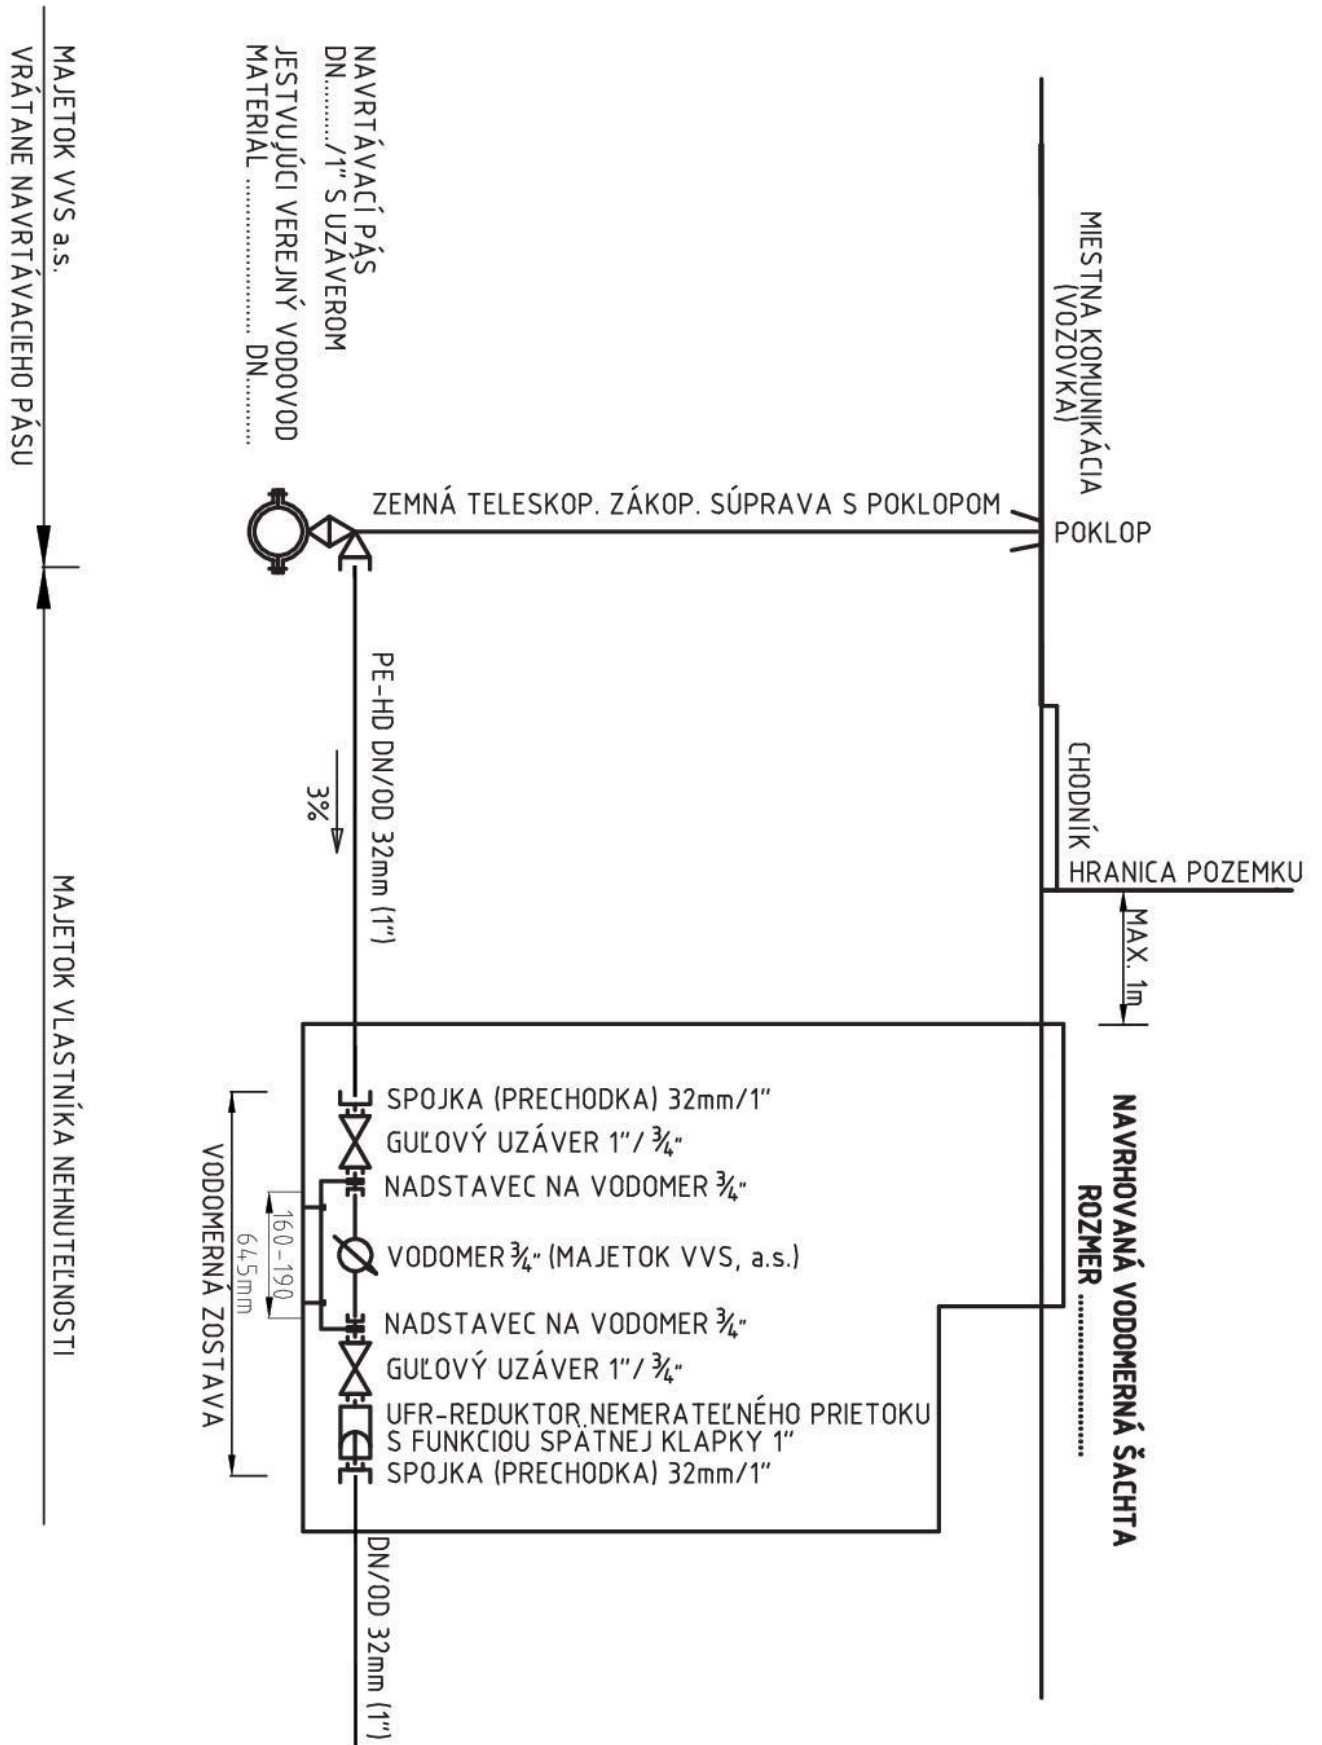 MIESTNA KOMUNIKÁCIA
(VOZOVKA)
POKLOP
CHODNÍK
HRANICA POZEMKU
MAX. 1m
NAVRHOVANÁ VODOMERNÁ ŠACHTA
ROZMER ..................
ZEMNÁ TELESKOP. ZÁKOP. SÚPRAVA S POKLOPOM
NAVRTÁVACÍ PÁS
DN........./1" S UZÁVEROM
JESTVUJÚCI VEREJNÝ VODOVOD
MATERIÁL ...................... DN.........
PE-HD DN/OD 32mm (1")
3%
SPOJKA (PRECHODKA) 32mm/1"
GUĽOVÝ UZÁVER 1"/ ¾"
NADSTAVEC NA VODOMER ¾"
VODOMER ¾" (MAJETOK VVS, a.s.)
NADSTAVEC NA VODOMER ¾"
GUĽOVÝ UZÁVER 1"/ ¾"
UFR-REDUKTOR NEMERATEĽNÉHO PRIETOKU
S FUNKCIOU SPÄTNEJ KLAPKY 1"
SPOJKA (PRECHODKA) 32mm/1"
DN/OD 32mm (1")
160-190
645mm
VODOMERNÁ ZOSTAVA
MAJETOK VVS a.s.
VRÁTANE NAVRTÁVACIEHO PÁSU
MAJETOK VLASTNÍKA NEHNUTEĽNOSTI